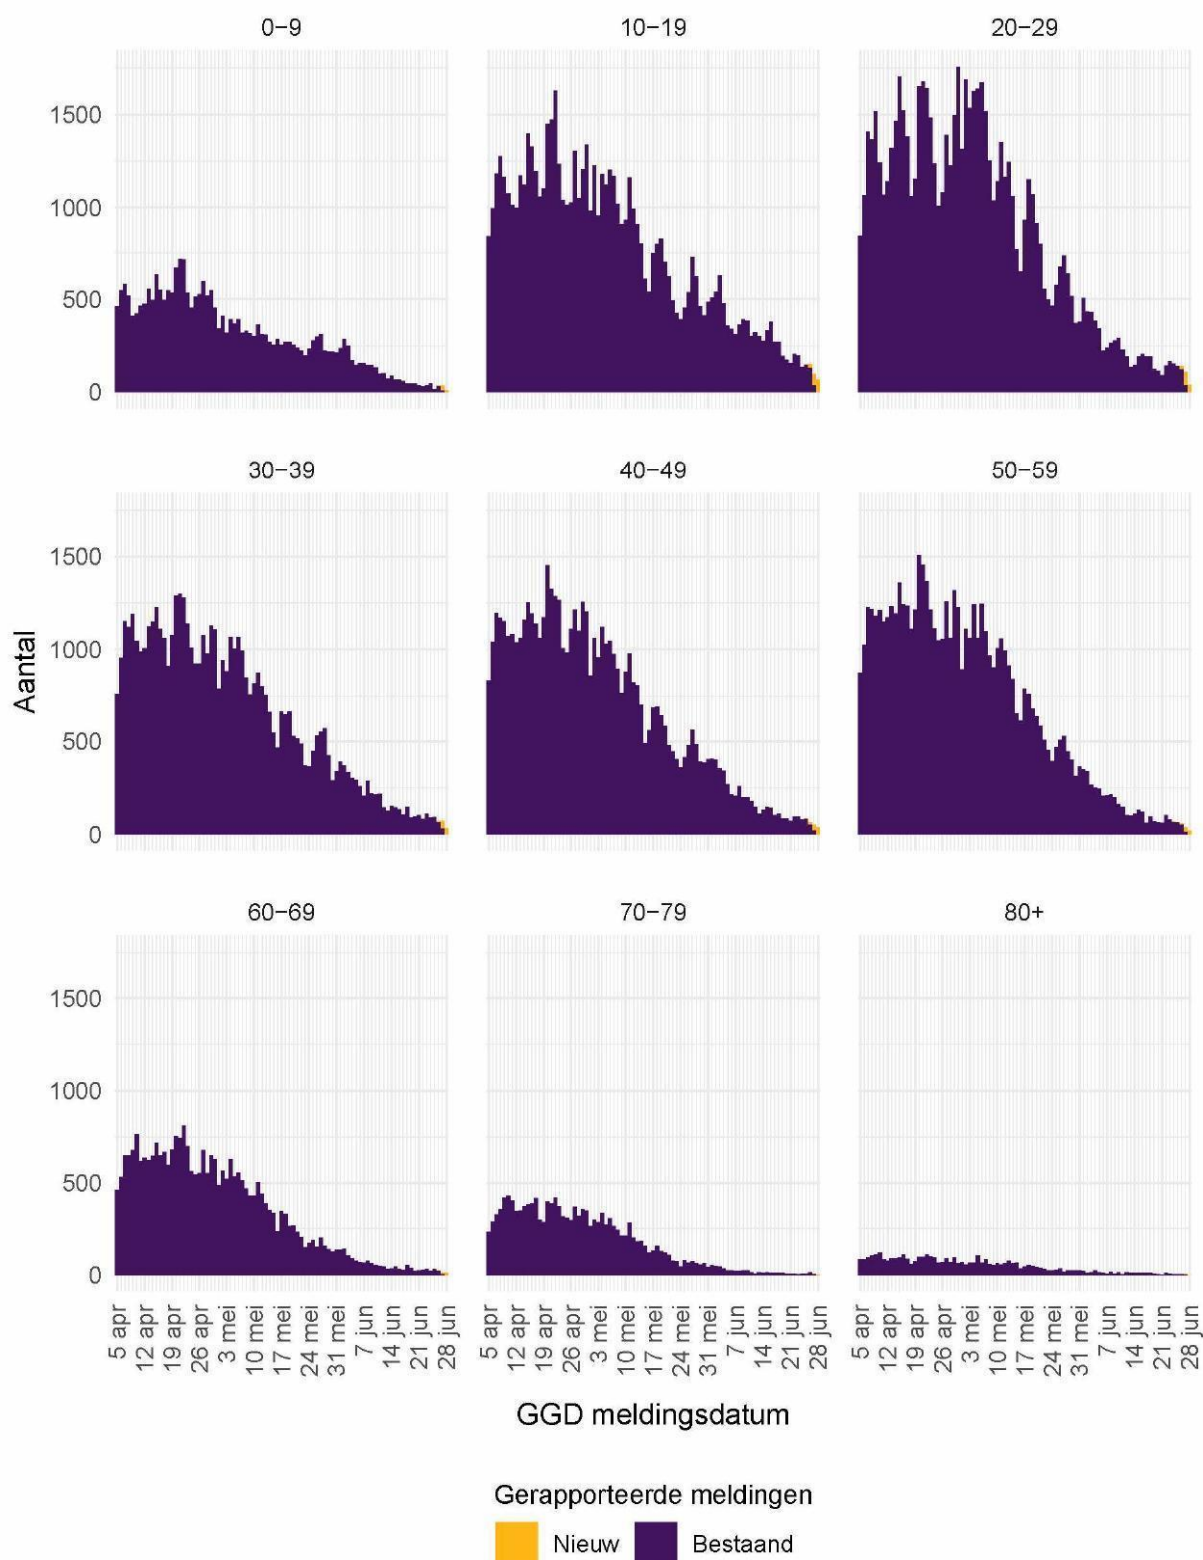 0−9 10−19 20−29
1500
1000
500
0
30−39 40−49 50−59
1500
1000
500
0
Aantal
60−69 70−79 80+
1500
1000
500
0
5 apr 12 apr 19 apr 26 apr 3 mei 10 mei 17 mei 24 mei 31 mei 7 jun 14 jun 21 jun 28 jun 5 apr 12 apr 19 apr 26 apr 3 mei 10 mei 17 mei 24 mei 31 mei 7 jun 14 jun 21 jun 28 jun 5 apr 12 apr 19 apr 26 apr 3 mei 10 mei 17 mei 24 mei 31 mei 7 jun 14 jun 21 jun 28 jun
GGD meldingsdatum
Gerapporteerde meldingen
Nieuw Bestaand